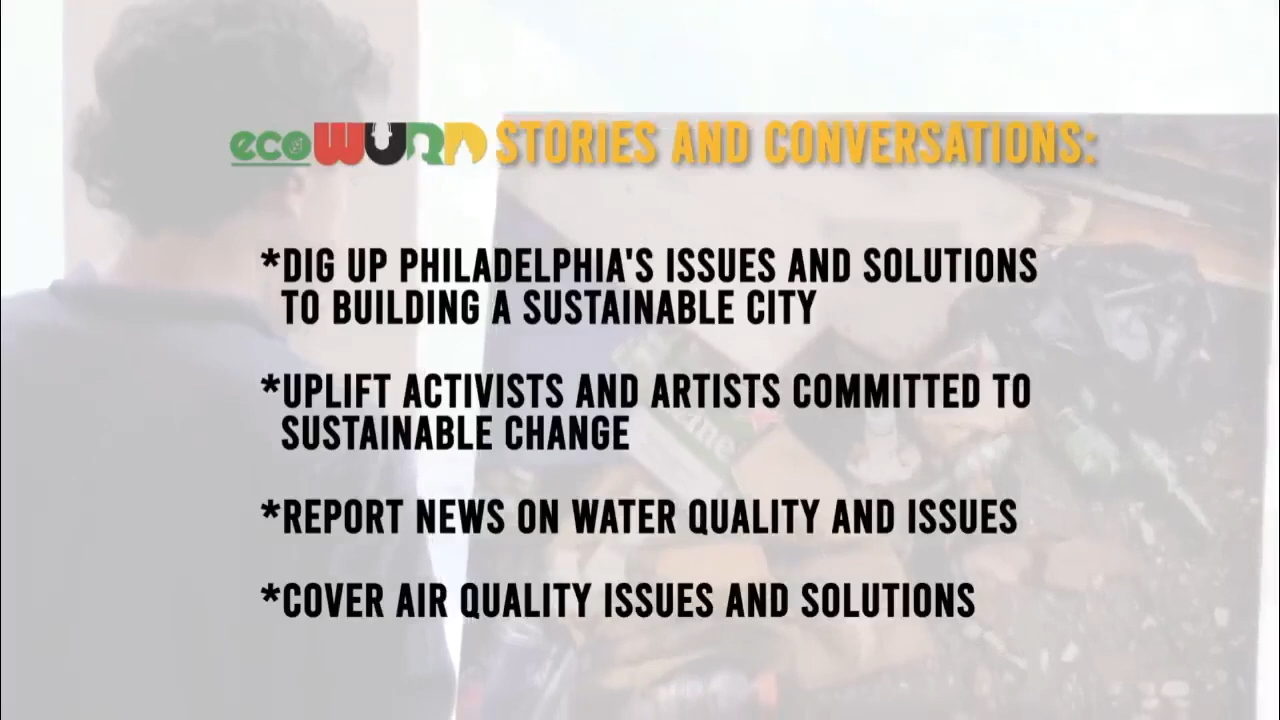 ecoWURD STORIES AND CONVERSATIONS:
*DIG UP PHILADELPHIA'S ISSUES AND SOLUTIONS
TO BUILDING A SUSTAINABLE CITY
*UPLIFT ACTIVISTS AND ARTISTS COMMITTED TO
SUSTAINABLE CHANGE
*REPORT NEWS ON WATER QUALITY AND ISSUES
*COVER AIR QUALITY ISSUES AND SOLUTIONS